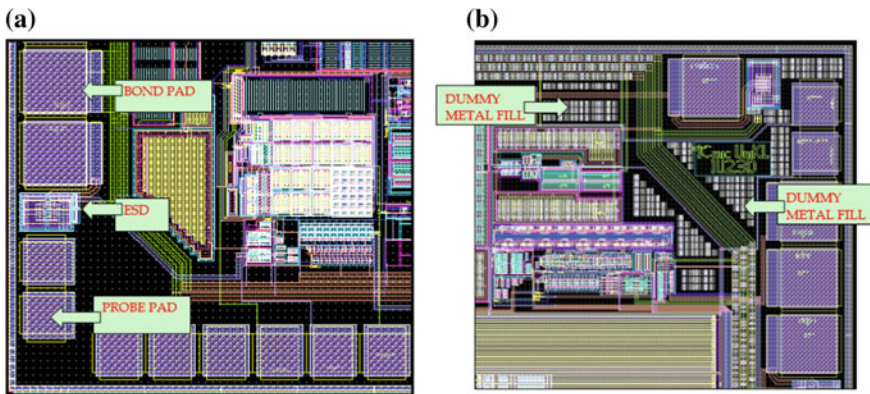 (a)
BOND PAD
ESD
PROBE PAD
(b)
DUMMY
METAL FILL
DUMMY
METAL FILL